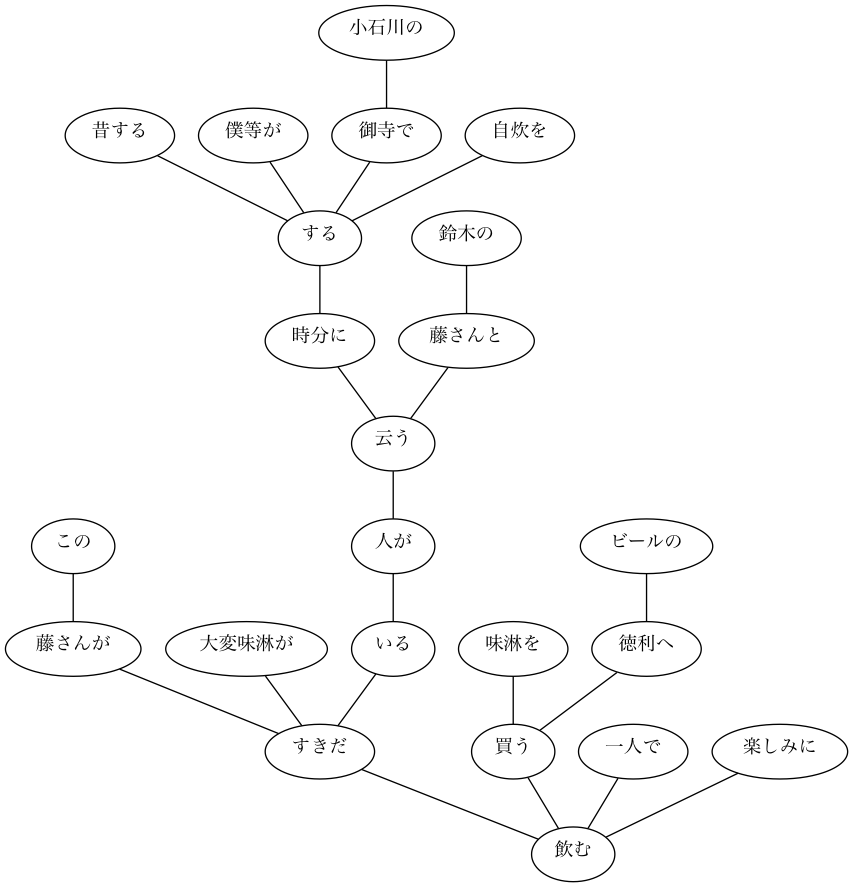 小石川の
昔する
僕等が
御寺で
自炊を
する
鈴木の
時分に
藤さんと
云う
この
人が
ビールの
藤さんが
大変味淋が
いる
味淋を
徳利へ
すきだ
買う
一人で
楽しみに
飲む